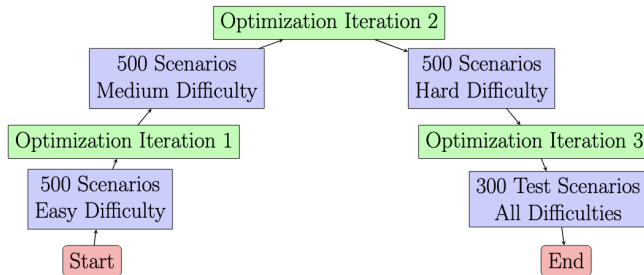 Optimization Iteration 2
500 Scenarios
Medium Difficulty
500 Scenarios
Hard Difficulty
Optimization Iteration 1
Optimization Iteration 3
500 Scenarios
Easy Difficulty
300 Test Scenarios
All Difficulties
Start
End